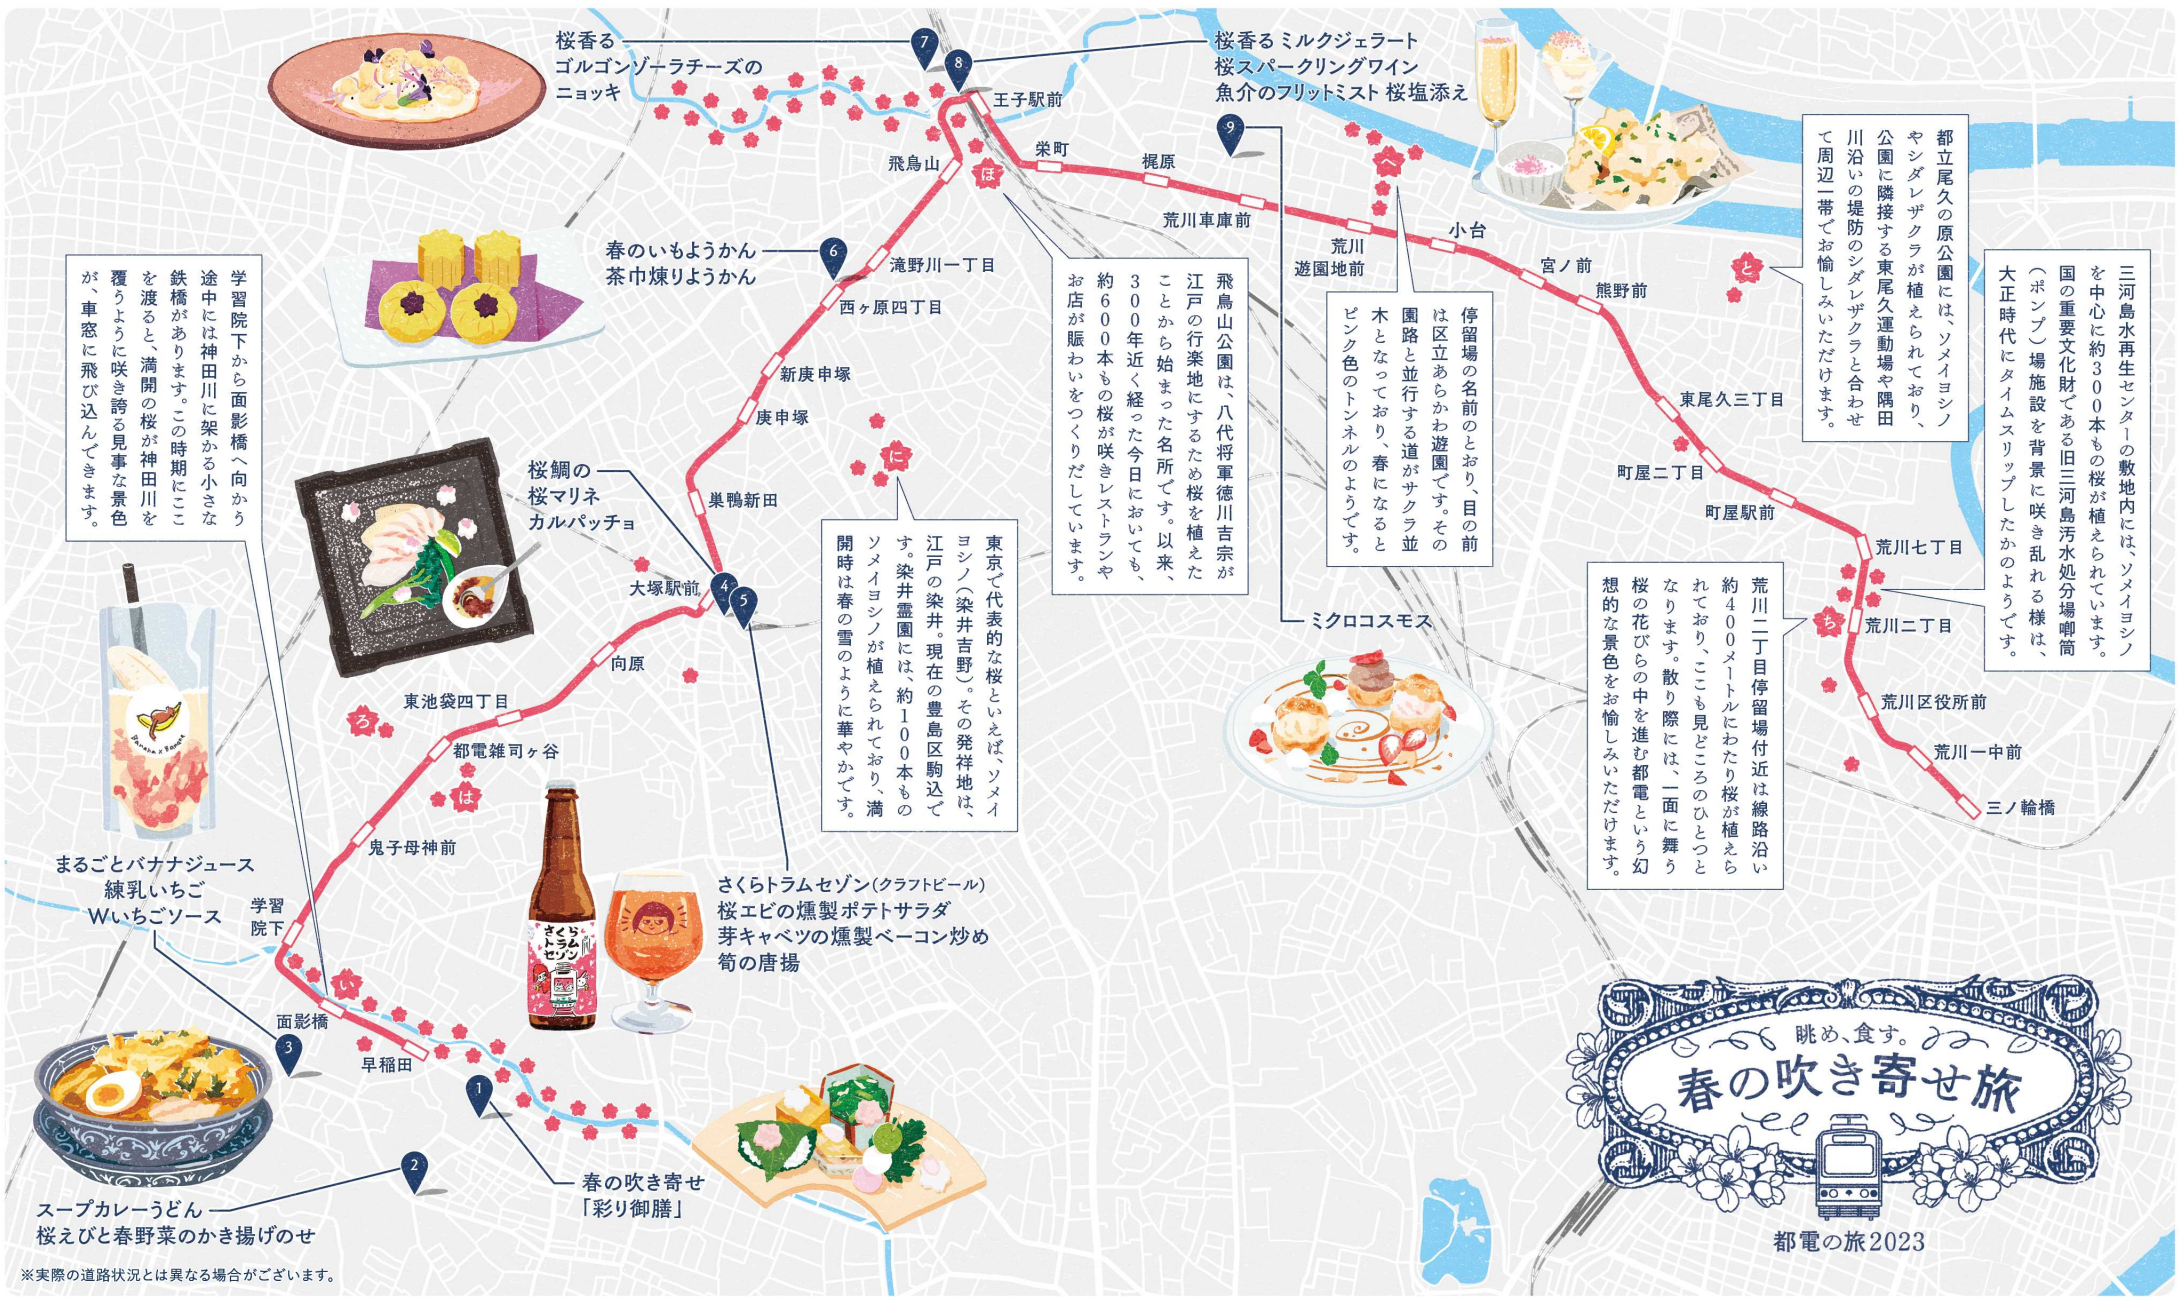 桜香る
ゴルゴンゾーラチーズの
ニョッキ
7
8
桜香る ミルクジェラート
桜スパークリングワイン
魚介のフリットミスト 桜塩添え
9
王子駅前
栄町
梶原
荒川車庫前
荒川
遊園地前
小台
宮ノ前
熊野前
東尾久三丁目
町屋二丁目
町屋駅前
荒川七丁目
荒川二丁目
荒川区役所前
荒川一中前
三ノ輪橋
飛鳥山
ほ
へ
と
ち
都立尾久の原公園には、ソメイヨシノ
やシダレザクラが植えられており、
公園に隣接する東尾久運動場や隅田
川沿いの堤防のシダレザクラと合わせ
て周辺一帯でお愉しみいただけます。
三河島水再生センターの敷地内には、ソメイヨシノ
を中心に約300本もの桜が植えられています。
国の重要文化財である旧三河島汚水処分場喞筒
（ポンプ）場施設を背景に咲き乱れる様は、
大正時代にタイムスリップしたかのようです。
停留場の名前のとおり、目の前
は区立あらかわ遊園です。その
園路と並行する道がサクラ並
木となっており、春になると
ピンク色のトンネルのようです。
飛鳥山公園は、八代将軍徳川吉宗が
江戸の行楽地にするため桜を植えた
ことから始まった名所です。以来、
300年近く経った今日においても、
約600本もの桜が咲きレストランや
お店が賑わいをつくりだしています。
荒川二丁目停留場付近は線路沿い
約400メートルにわたり桜が植えら
れており、ここも見どころのひとつと
なります。散り際には、一面に舞う
桜の花びらの中を進む都電という幻
想的な景色をお愉しみいただけます。
春のいもようかん
茶巾煉りようかん
6
滝野川一丁目
西ヶ原四丁目
新庚申塚
庚申塚
巣鴨新田
大塚駅前
向原
東池袋四丁目
都電雑司ヶ谷
鬼子母神前
学習
院下
面影橋
早稲田
に
東京で代表的な桜といえば、ソメイ
ヨシノ（染井吉野）。その発祥地は、
江戸の染井。現在の豊島区駒込で
す。染井霊園には、約100本もの
ソメイヨシノが植えられており、満
開時は春の雪のように華やかです。
学習院下から面影橋へ向かう
途中には神田川に架かる小さな
鉄橋があります。この時期にここ
を渡ると、満開の桜が神田川を
覆うように咲き誇る見事な景色
が、車窓に飛び込んできます。
桜鯛の
桜マリネ
カルパッチョ
4
5
ろ
は
い
ミクロコスモス
Banana × Banana
まるごとバナナジュース
練乳いちご
Wいちごソース
3
さくら
トラム
セゾン
さくらトラムセゾン（クラフトビール）
桜エビの燻製ポテトサラダ
芽キャベツの燻製ベーコン炒め
筍の唐揚
1
春の吹き寄せ
「彩り御膳」
2
スープカレーうどん
桜えびと春野菜のかき揚げのせ
※実際の道路状況とは異なる場合がございます。
眺め、食す。
春の吹き寄せ旅
都電の旅2023